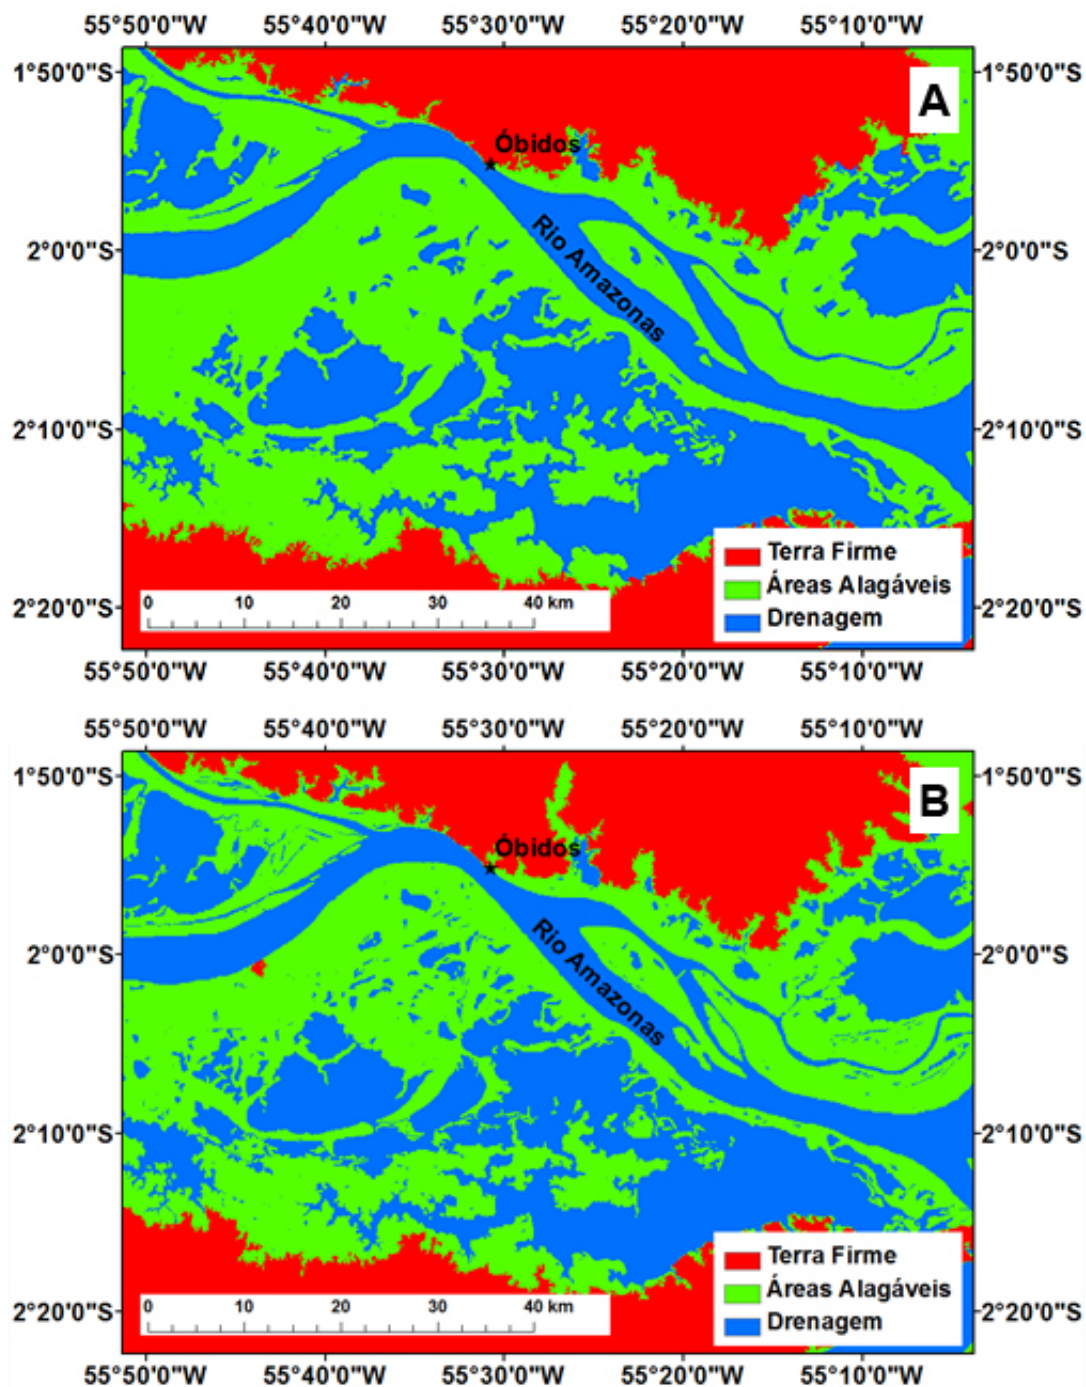 55°50'0"W 55°40'0"W 55°30'0"W 55°20'0"W 55°10'0"W
1°50'0"S 1°50'0"S
A
Óbidos
2°0'0"S 2°0'0"S
Rio Amazonas
2°10'0"S 2°10'0"S
Terra Firme
Áreas Alagáveis
Drenagem
0 10 20 30 40 km
2°20'0"S 2°20'0"S
55°50'0"W 55°40'0"W 55°30'0"W 55°20'0"W 55°10'0"W
55°50'0"W 55°40'0"W 55°30'0"W 55°20'0"W 55°10'0"W
1°50'0"S 1°50'0"S
B
Óbidos
2°0'0"S 2°0'0"S
Rio Amazonas
2°10'0"S 2°10'0"S
Terra Firme
Áreas Alagáveis
Drenagem
0 10 20 30 40 km
2°20'0"S 2°20'0"S
55°50'0"W 55°40'0"W 55°30'0"W 55°20'0"W 55°10'0"W